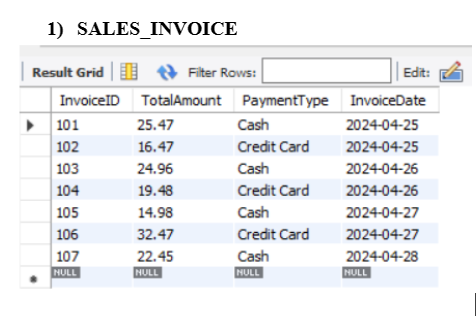 1) SALES_INVOICE
Result Grid Filter Rows: Edit:
InvoiceID TotalAmount PaymentType InvoiceDate
101 25.47 Cash 2024-04-25
102 16.47 Credit Card 2024-04-25
103 24.96 Cash 2024-04-26
104 19.48 Credit Card 2024-04-26
105 14.98 Cash 2024-04-27
106 32.47 Credit Card 2024-04-27
107 22.45 Cash 2024-04-28
NULL NULL NULL NULL